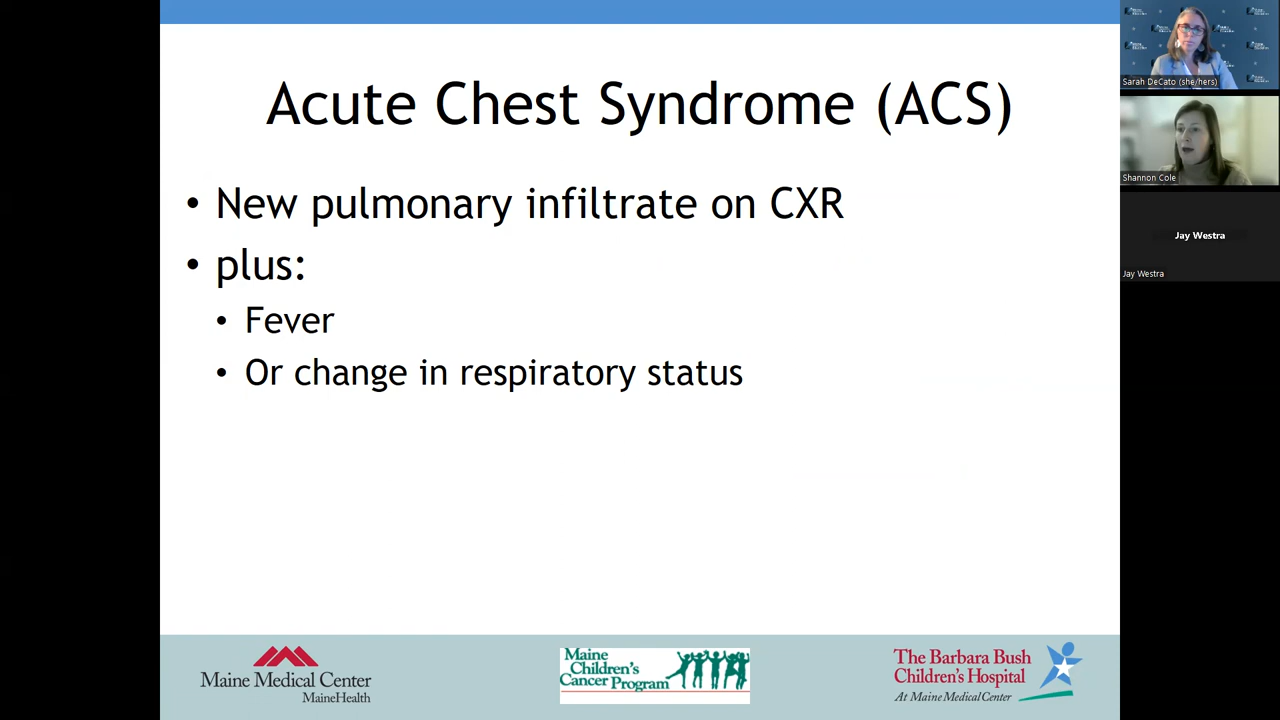 Acute Chest Syndrome (ACS)
• New pulmonary infiltrate on CXR
• plus:
• Fever
• Or change in respiratory status
Maine Medical Center
MaineHealth
Maine
Children's
Cancer Program
The Barbara Bush
Children's Hospital
At Maine Medical Center
Sarah DeCato (she/hers)
Shannon Cole
Jay Westra
Jay Westra